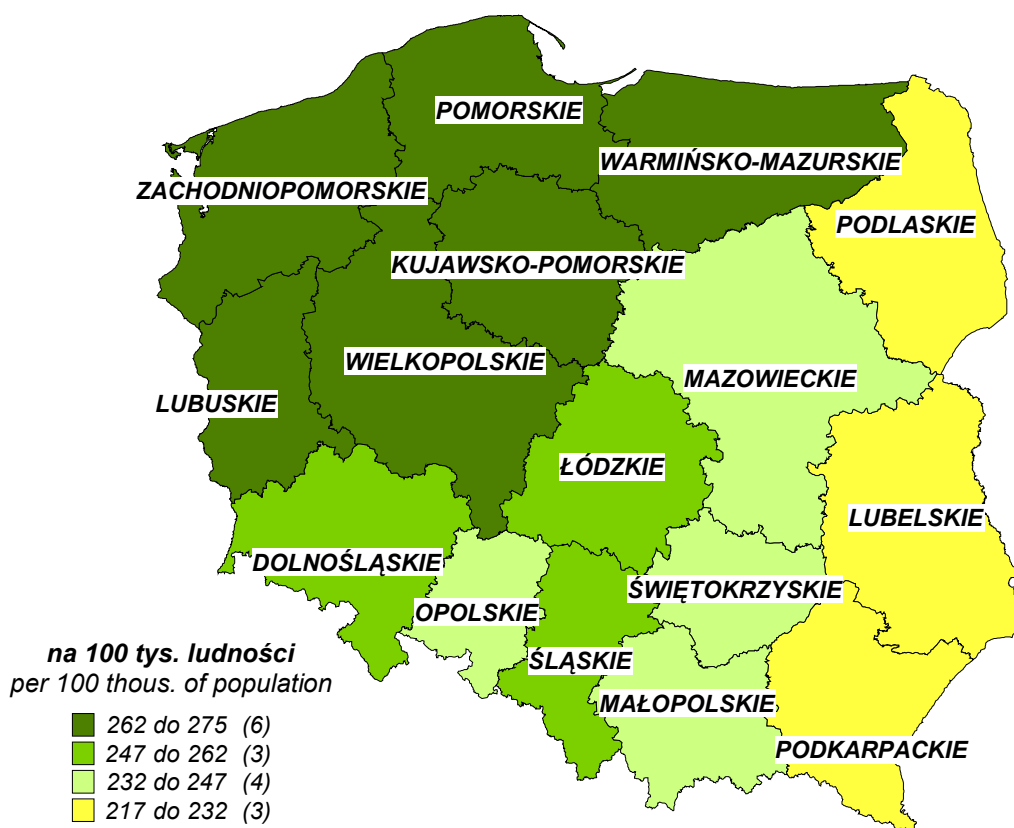 POMORSKIE
WARMIŃSKO-MAZURSKIE
ZACHODNIOPOMORSKIE
PODLASKIE
KUJAWSKO-POMORSKIE
WIELKOPOLSKIE
MAZOWIECKIE
LUBUSKIE
ŁÓDZKIE
LUBELSKIE
DOLNOŚLĄSKIE
ŚWIĘTOKRZYSKIE
OPOLSKIE
ŚLĄSKIE
MAŁOPOLSKIE
PODKARPACKIE
na 100 tys. ludności
per 100 thous. of population
262 do 275 (6)
247 do 262 (3)
232 do 247 (4)
217 do 232 (3)